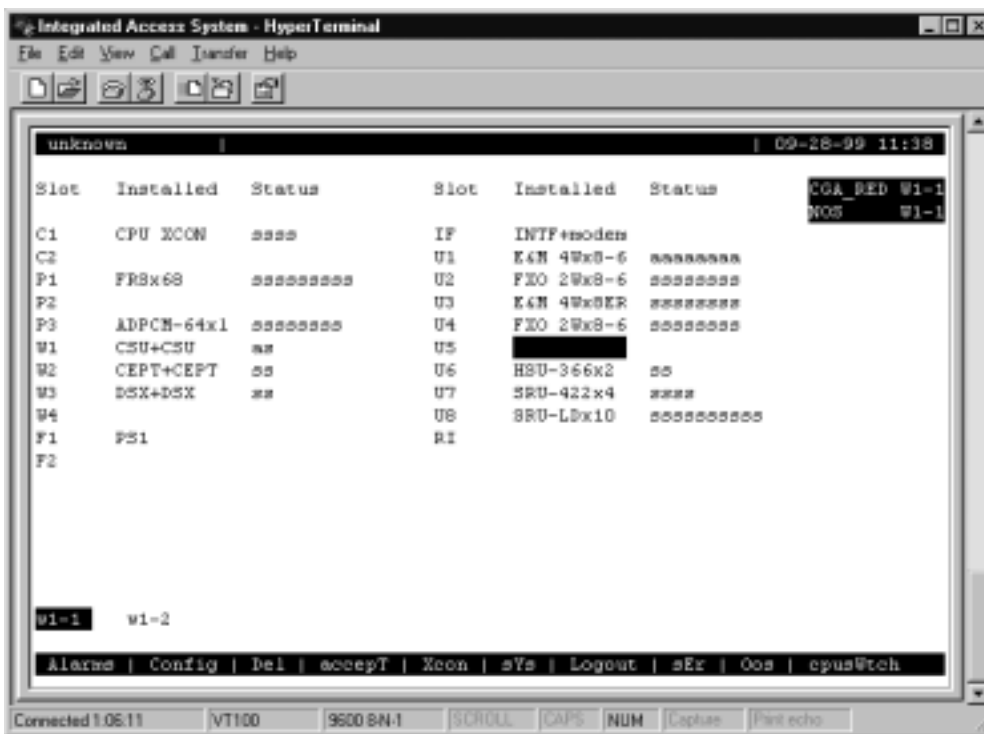 Integrated Access System - HyperTerminal
File Edit View Call Transfer Help
unknown | | 09-28-99 11:38
Slot Installed Status Slot Installed Status CGA_RED W1-1
NOS W1-1
C1 CPU XCON ssss IF INTF+modem
C2 U1 E&M 4Wx8-6 ssssssss
P1 FRSx68 sssssssss U2 FXO 2Wx8-6 ssssssss
P2 U3 E&M 4Wx8ER ssssssss
P3 ADPCM-64x1 ssssssss U4 FXO 2Wx8-6 ssssssss
W1 CSU+CSU U5
W2 CEPT+CEPT ss U6 HSU-366x2 ss
W3 DSX+DSX ss U7 SRU-422x4 ssss
W4 U8 SRU-LDx10 ssssssssss
F1 PS1 RI
F2
w1-1 w1-2
Alarms | Config | Del | accepT | Xcon | sYs | Logout | sEr | Oos | cpusWtch
Connected 1:06:11 VT100 9600 8-N-1 SCROLL CAPS NUM Capture Print echo